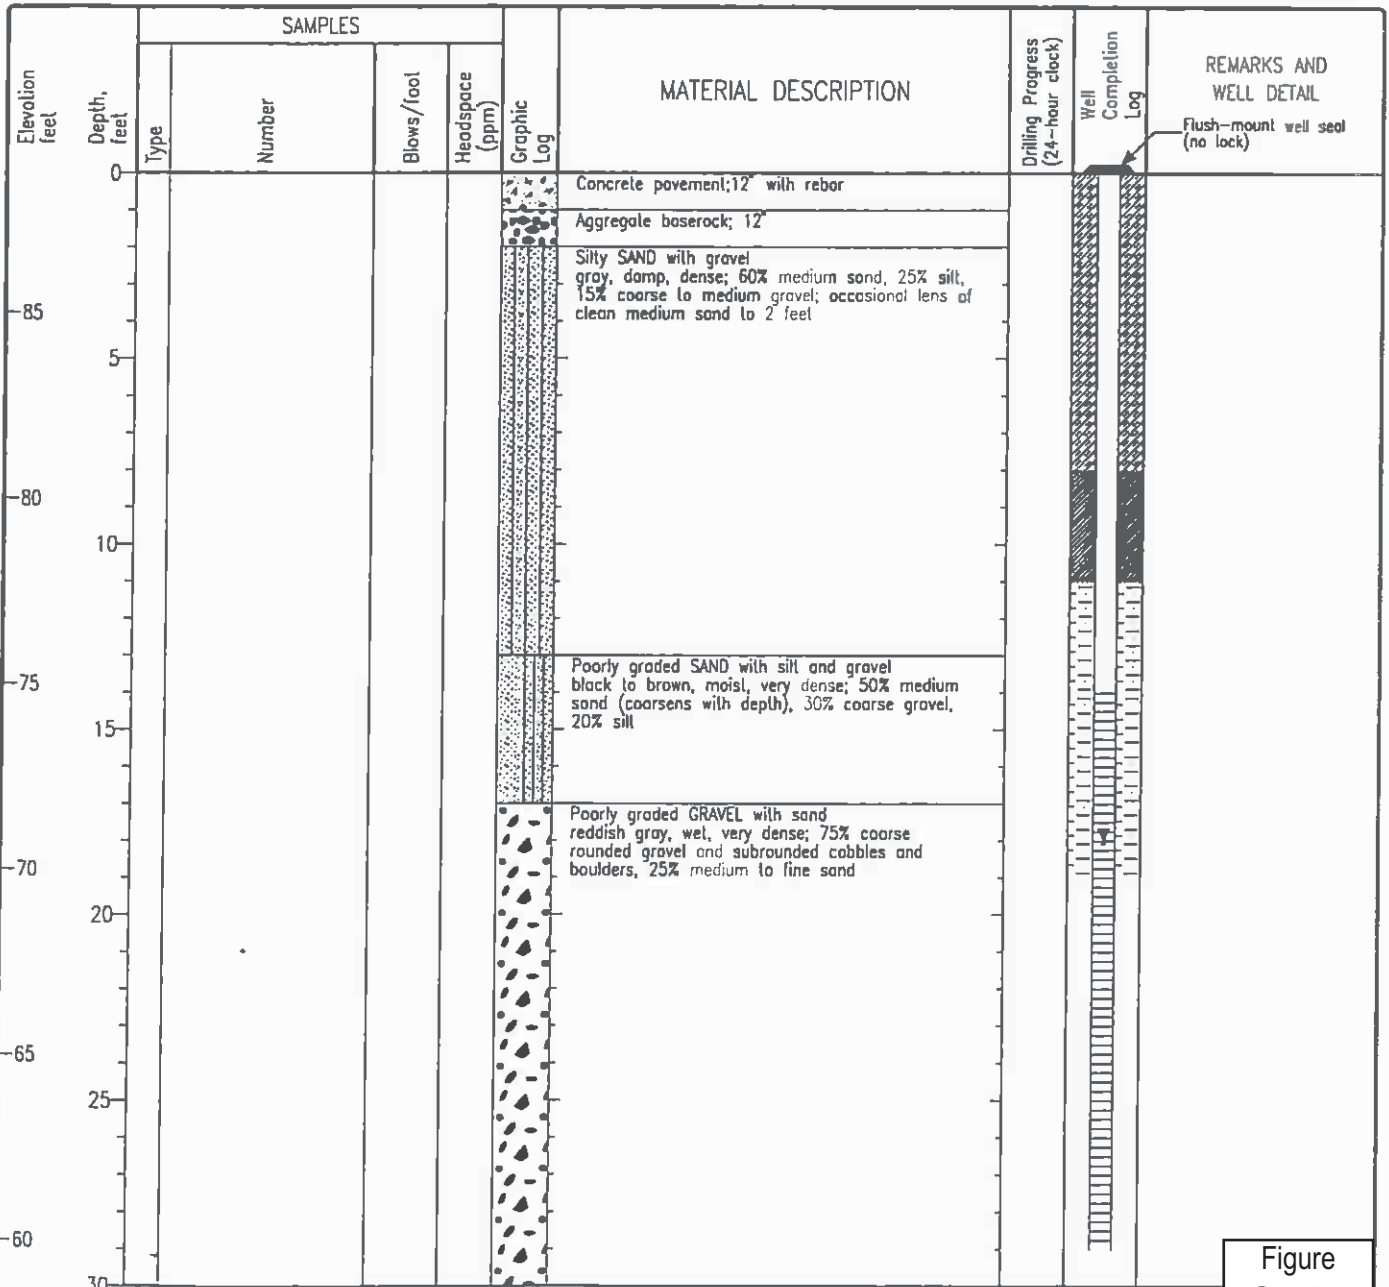 SAMPLES
Elevation
feet
Depth,
feet
Type
Number
Blows/foot
Headspace
(ppm)
Graphic
Log
MATERIAL DESCRIPTION
Drilling Progress
(24-hour clock)
Well
Completion
Log
REMARKS AND
WELL DETAIL
Flush-mount well seal
(no lock)
0
Concrete pavement;12" with rebar
Aggregate baserock; 12"
Silty SAND with gravel
gray, damp, dense; 60% medium sand, 25% silt,
15% coarse to medium gravel; occasional lens of
clean medium sand to 2 feet
-85
5
-80
10
Poorly graded SAND with silt and gravel
black to brown, moist, very dense; 50% medium
sand (coarsens with depth), 30% coarse gravel,
20% silt
-75
15
Poorly graded GRAVEL with sand
reddish gray, wet, very dense; 75% coarse
rounded gravel and subrounded cobbles and
boulders, 25% medium to fine sand
-70
20
-65
25
-60
30
Figure